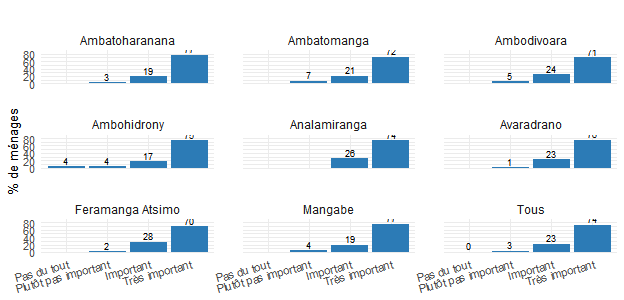 Ambatoharanana
Ambatomanga
Ambodivoara
80
60
40
20
0
3
19
77
7
21
72
5
24
71
Ambohidrony
Analamiranga
Avaradrano
80
60
40
20
0
4
4
17
75
26
74
1
23
Feramanga Atsimo
Mangabe
Tous
80
60
40
20
0
2
28
70
4
19
77
0
3
23
74
Pas du tout
Plutôt pas important
Important
Très important
Pas du tout
Plutôt pas important
Important
Très important
Pas du tout
Plutôt pas important
Important
Très important
% de ménages